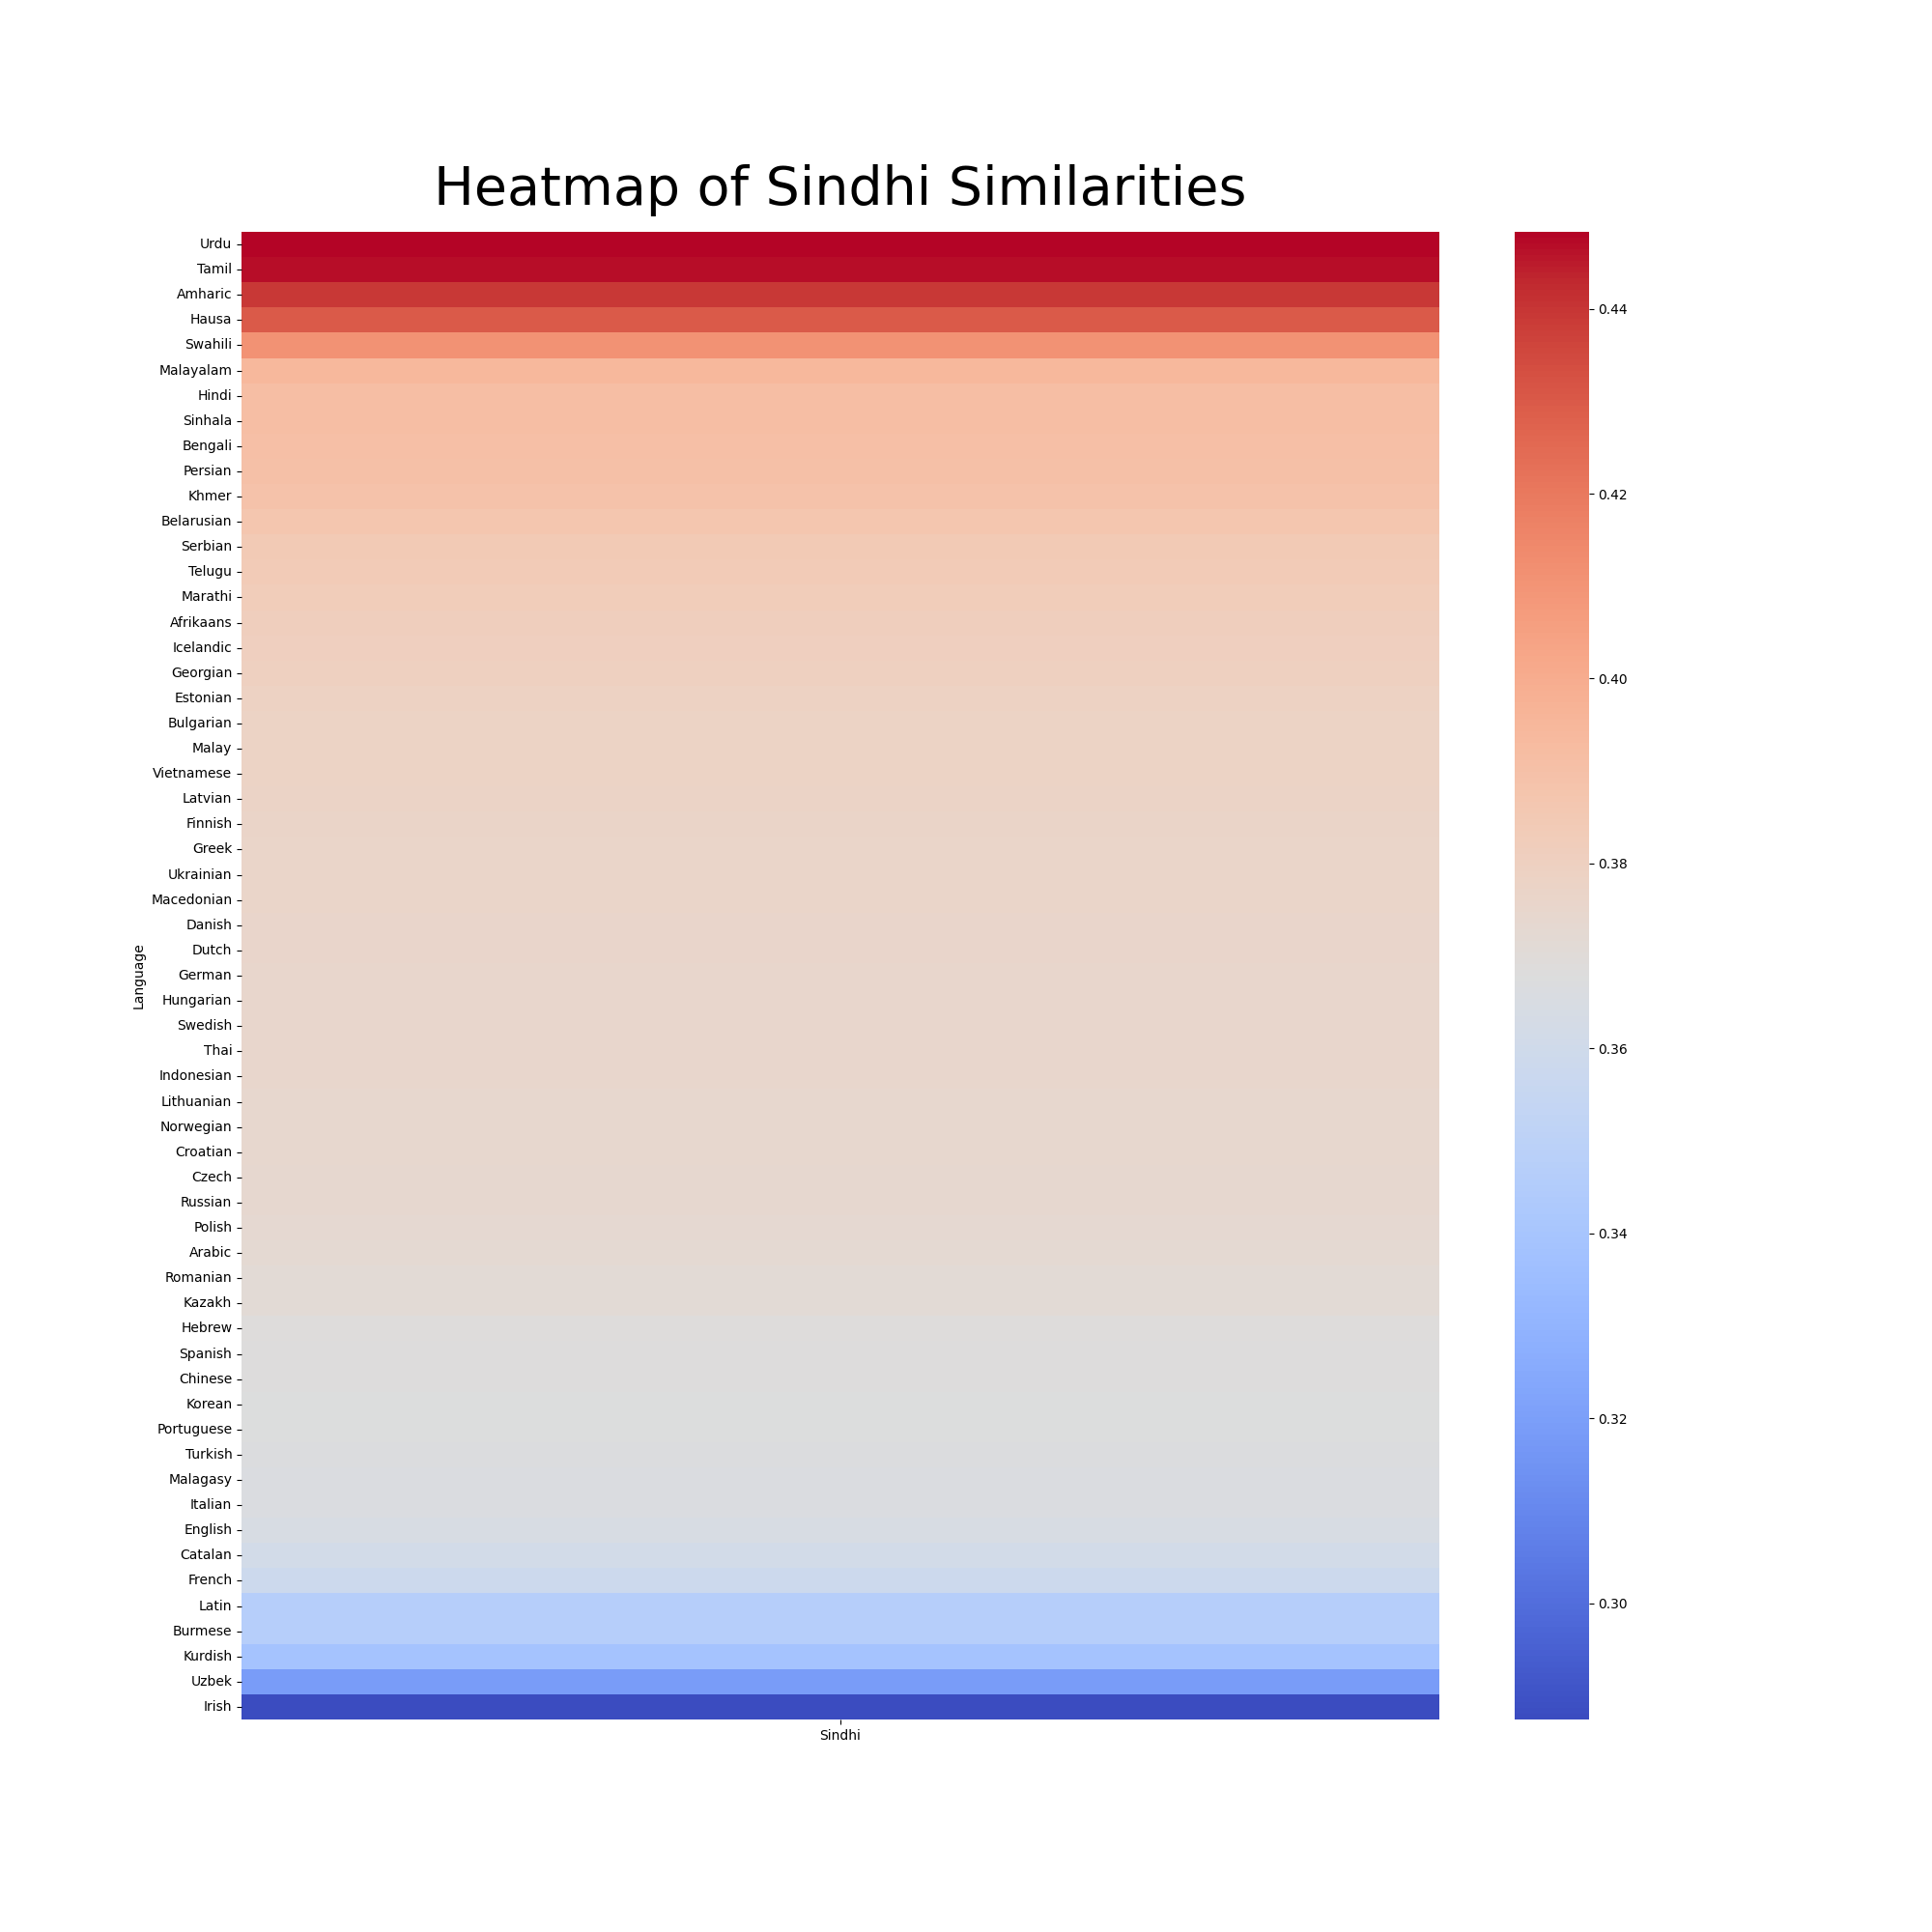 Heatmap of Sindhi Similarities
Language
Urdu
Tamil
Amharic
Hausa
Swahili
Malayalam
Hindi
Sinhala
Bengali
Persian
Khmer
Belarusian
Serbian
Telugu
Marathi
Afrikaans
Icelandic
Georgian
Estonian
Bulgarian
Malay
Vietnamese
Latvian
Finnish
Greek
Ukrainian
Macedonian
Danish
Dutch
German
Hungarian
Swedish
Thai
Indonesian
Lithuanian
Norwegian
Croatian
Czech
Russian
Polish
Arabic
Romanian
Kazakh
Hebrew
Spanish
Chinese
Korean
Portuguese
Turkish
Malagasy
Italian
English
Catalan
French
Latin
Burmese
Kurdish
Uzbek
Irish
Sindhi
0.44
0.42
0.40
0.38
0.36
0.34
0.32
0.30